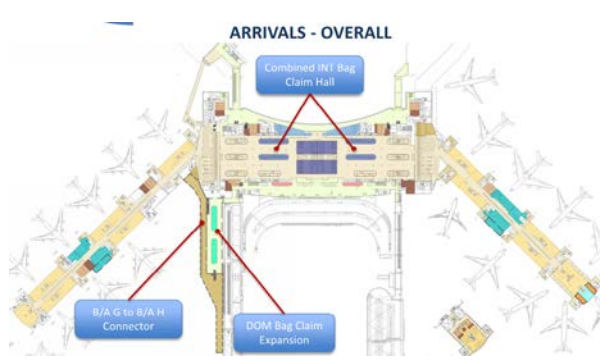 ARRIVALS - OVERALL
Combined INT Bag
Claim Hall
B/A G to B/A H
Connector
DOM Bag Claim
Expansion